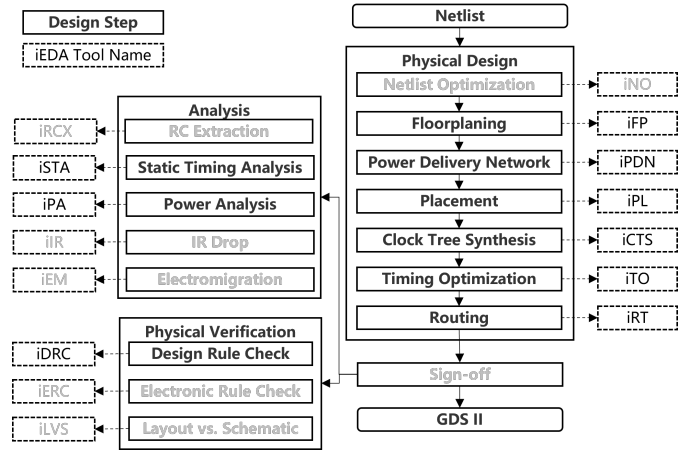 Design Step
iEDA Tool Name
Netlist
Physical Design
Netlist Optimization
iNO
Floorplaning
iFP
Power Delivery Network
iPDN
Placement
iPL
Clock Tree Synthesis
iCTS
Timing Optimization
iTO
Routing
iRT
Analysis
iRCX
RC Extraction
iSTA
Static Timing Analysis
iPA
Power Analysis
iIR
IR Drop
iEM
Electromigration
Physical Verification
iDRC
Design Rule Check
iERC
Electronic Rule Check
iLVS
Layout vs. Schematic
Sign-off
GDS II